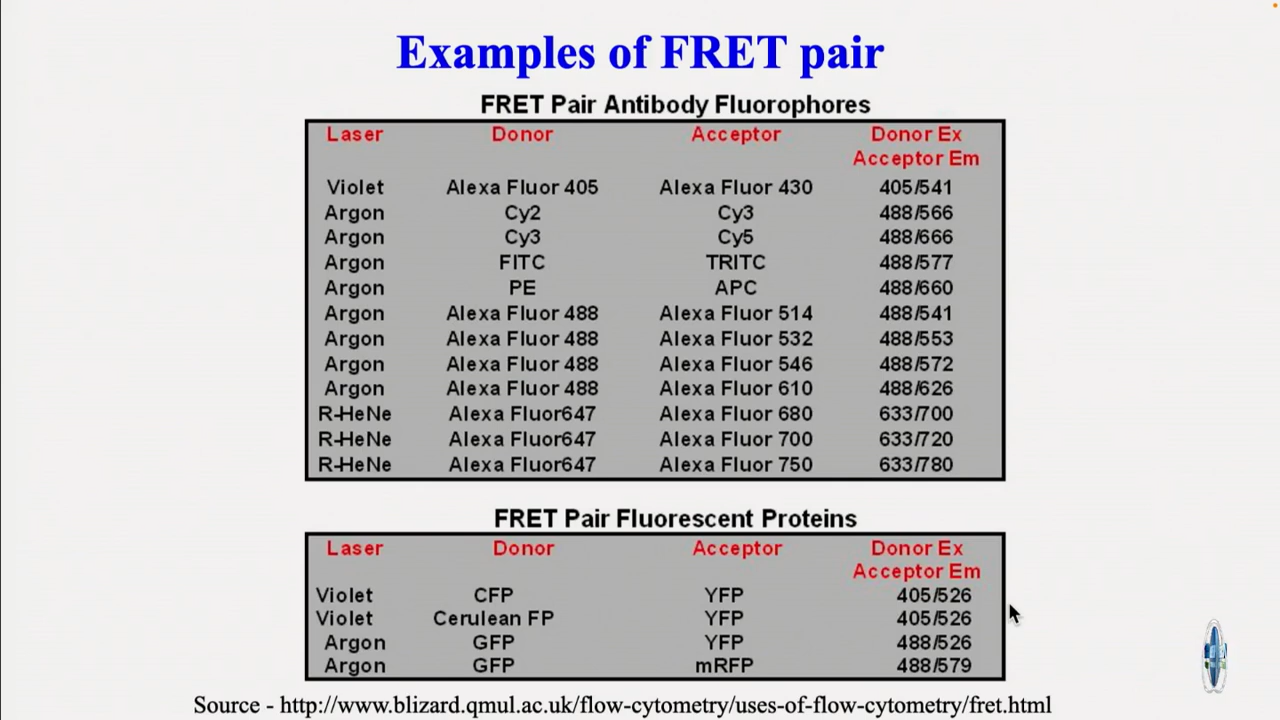 Examples of FRET pair
FRET Pair Antibody Fluorophores
Laser Donor Acceptor Donor Ex
Acceptor Em
Violet Alexa Fluor 405 Alexa Fluor 430 405/541
Argon Cy2 Cy3 488/566
Argon Cy3 Cy5 488/666
Argon FITC TRITC 488/577
Argon PE APC 488/660
Argon Alexa Fluor 488 Alexa Fluor 514 488/541
Argon Alexa Fluor 488 Alexa Fluor 532 488/553
Argon Alexa Fluor 488 Alexa Fluor 546 488/572
Argon Alexa Fluor 488 Alexa Fluor 610 488/626
R-HeNe Alexa Fluor647 Alexa Fluor 680 633/700
R-HeNe Alexa Fluor647 Alexa Fluor 700 633/720
R-HeNe Alexa Fluor647 Alexa Fluor 750 633/780
FRET Pair Fluorescent Proteins
Laser Donor Acceptor Donor Ex
Acceptor Em
Violet CFP YFP 405/526
Violet Cerulean FP YFP 405/526
Argon GFP YFP 488/526
Argon GFP mRFP 488/579
Source - http://www.blizard.qmul.ac.uk/flow-cytometry/uses-of-flow-cytometry/fret.html